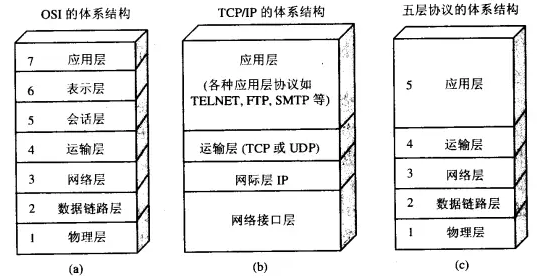 OSI 的体系结构
7 应用层
6 表示层
5 会话层
4 运输层
3 网络层
2 数据链路层
1 物理层
(a)
TCP/IP 的体系结构
应用层
(各种应用层协议如
TELNET, FTP, SMTP 等)
运输层 (TCP 或 UDP)
网际层 IP
网络接口层
(b)
五层协议的体系结构
5 应用层
4 运输层
3 网络层
2 数据链路层
1 物理层
(c)